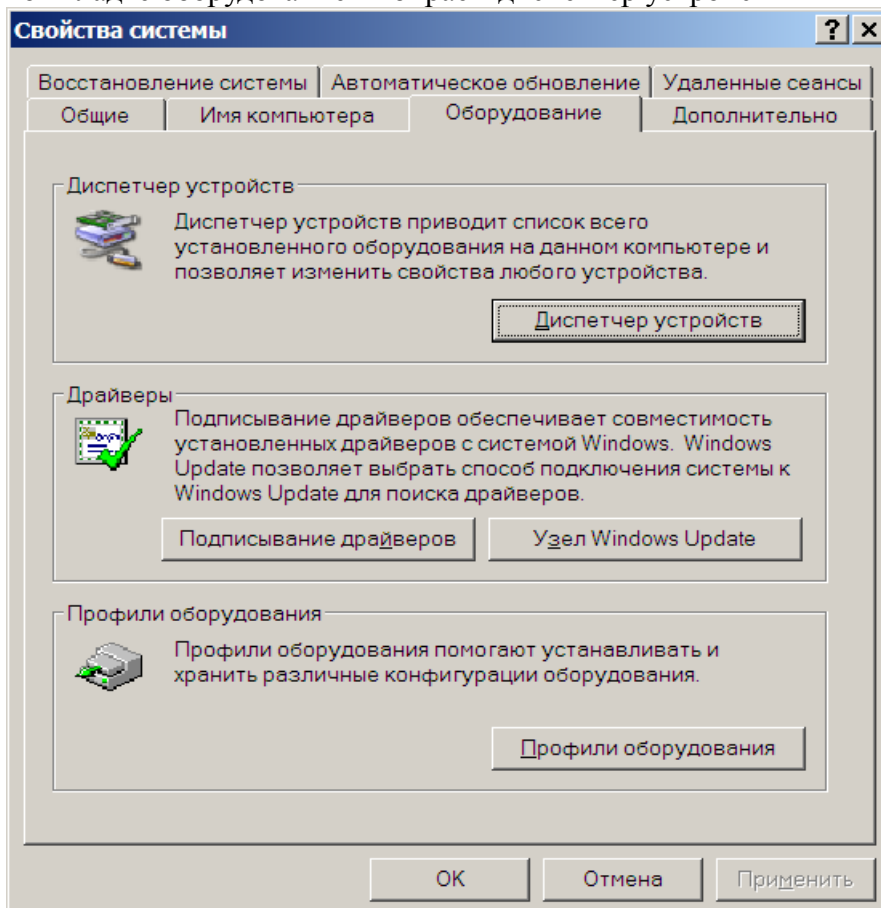 Свойства системы
Восстановление системы Автоматическое обновление Удаленные сеансы
Общие Имя компьютера Оборудование Дополнительно
Диспетчер устройств
Диспетчер устройств приводит список всего
установленного оборудования на данном компьютере и
позволяет изменить свойства любого устройства.
Диспетчер устройств
Драйверы
Подписывание драйверов обеспечивает совместимость
установленных драйверов с системой Windows. Windows
Update позволяет выбрать способ подключения системы к
Windows Update для поиска драйверов.
Подписывание драйверов Узел Windows Update
Профили оборудования
Профили оборудования помогают устанавливать и
хранить различные конфигурации оборудования.
Профили оборудования
OK Отмена Применить